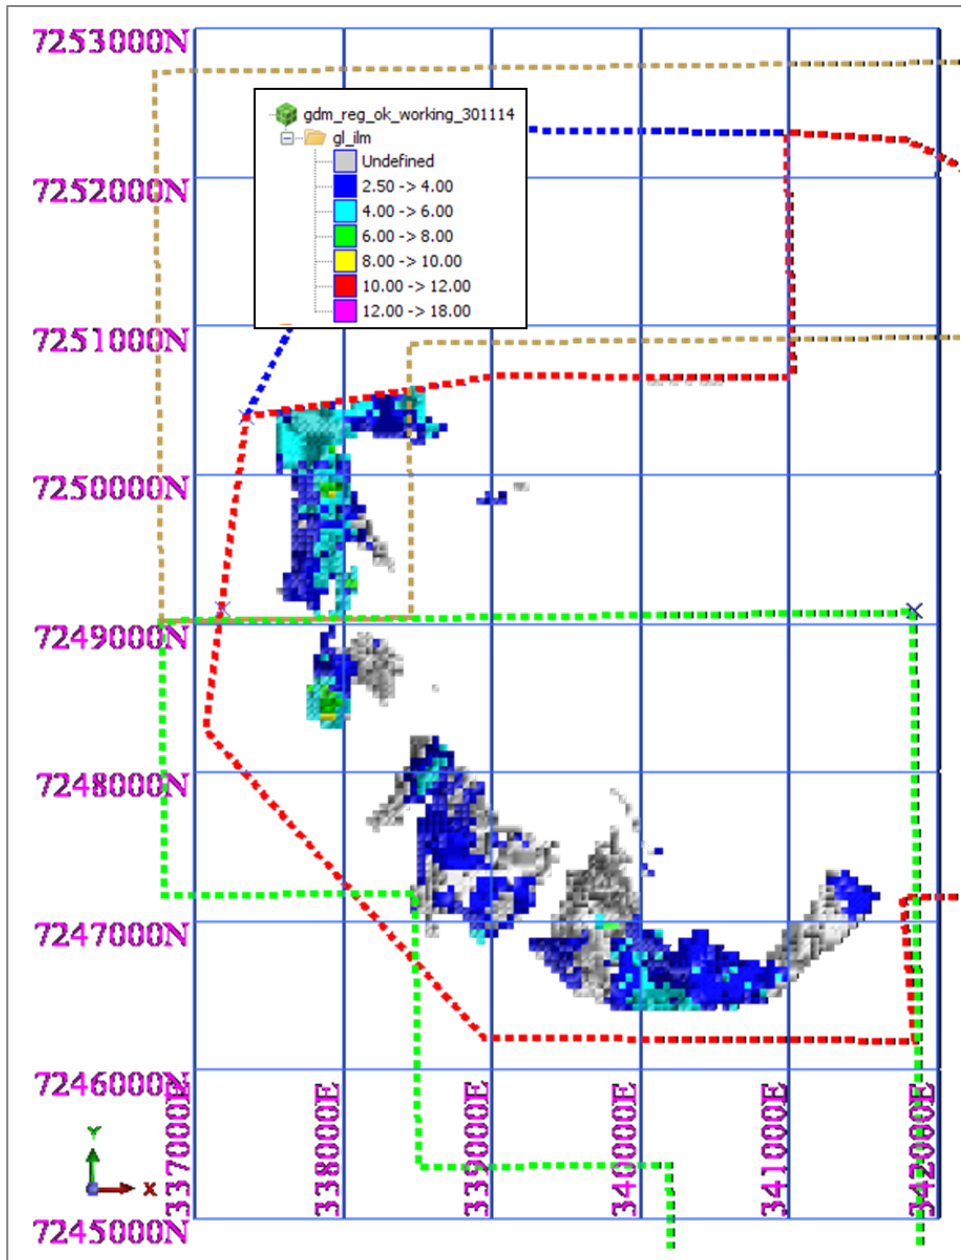 7253000N
gdm_reg_ok_working_301114
gl_ilm
Undefined
2.50 -> 4.00
4.00 -> 6.00
6.00 -> 8.00
8.00 -> 10.00
10.00 -> 12.00
12.00 -> 18.00
7252000N
7251000N
7250000N
7249000N
7248000N
7247000N
7246000N
337000E
338000E
339000E
340000E
341000E
342000E
Y
X
7245000N